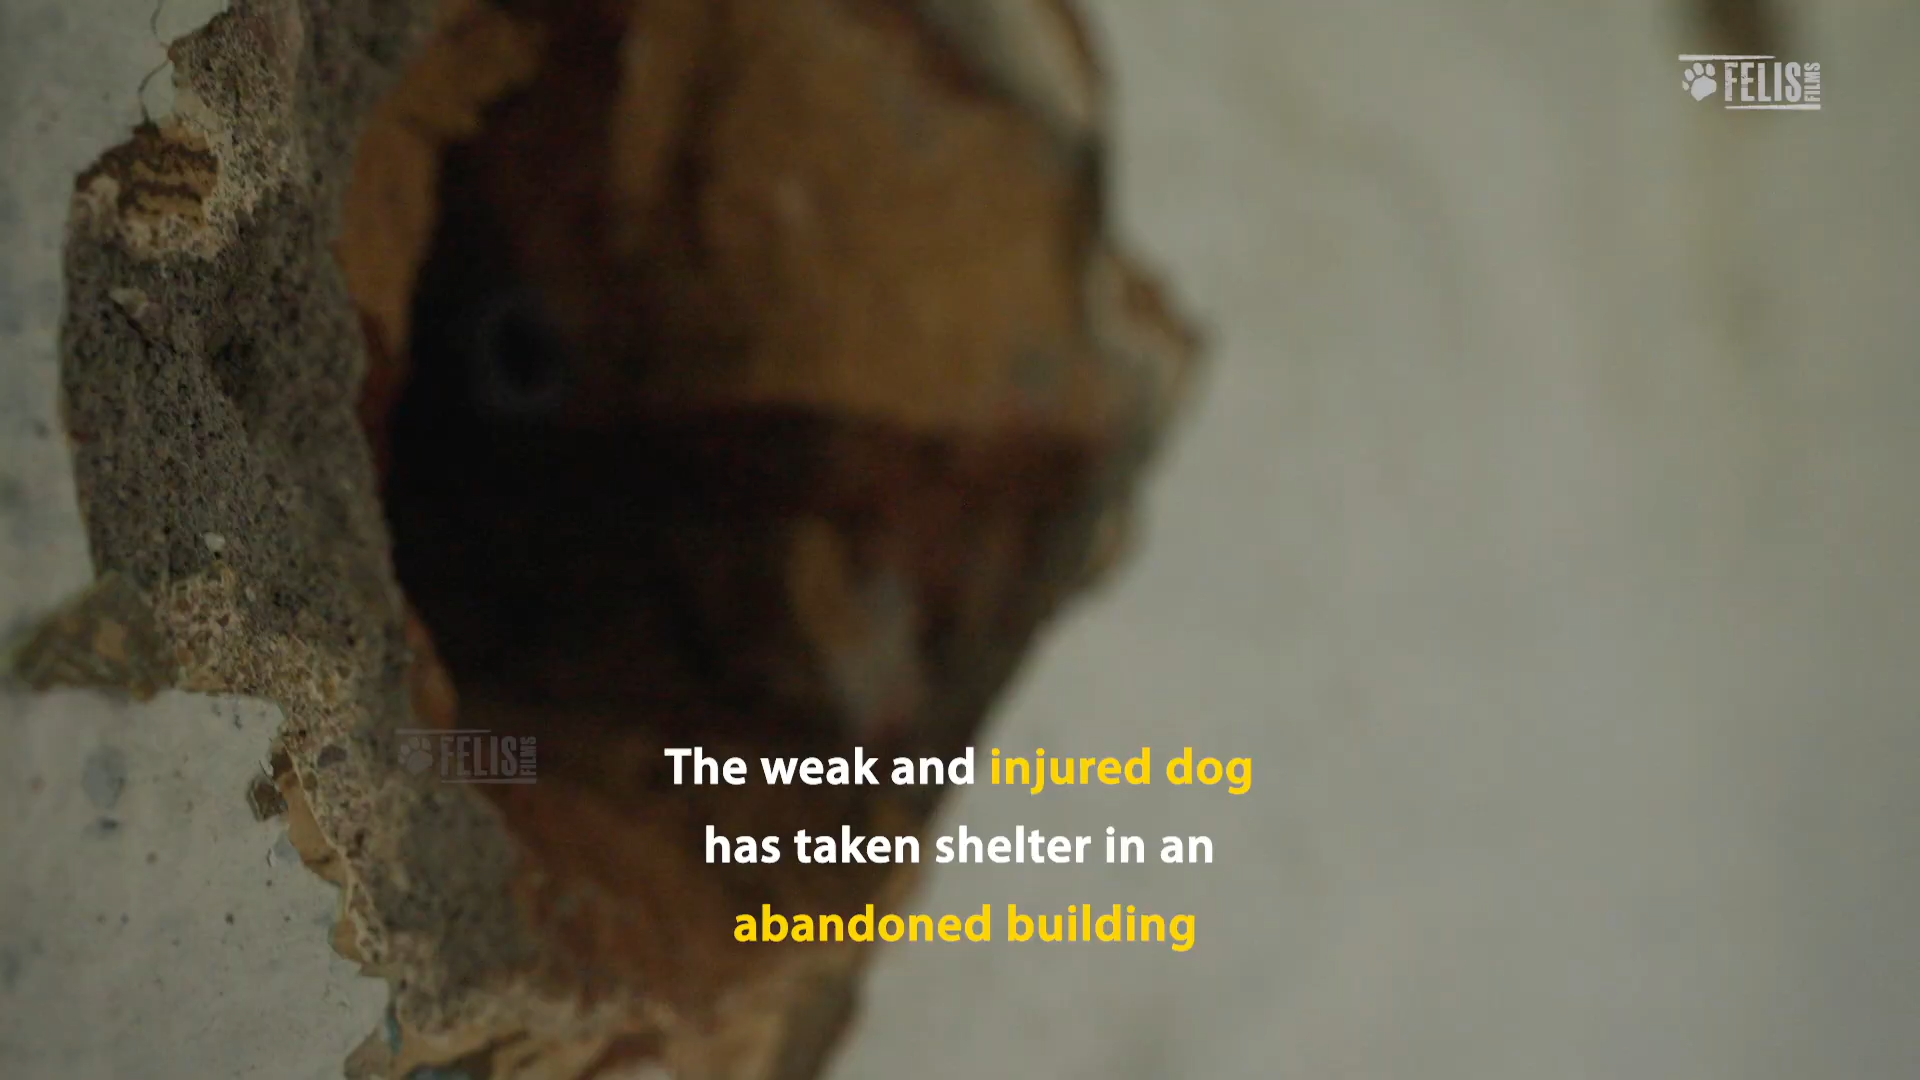 FELIS FILMS
FELIS FILMS
The weak and injured dog
has taken shelter in an
abandoned building